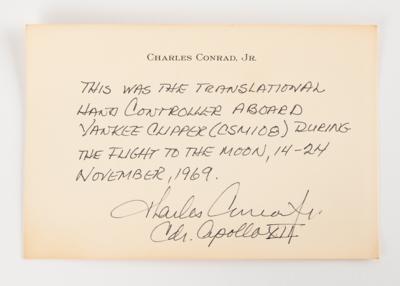 CHARLES CONRAD, JR.
THIS WAS THE TRANSLATIONAL
HAND CONTROLLER ABOARD
YANKEE CLIPPER (CSM108) DURING
THE FLIGHT TO THE MOON, 14-24
NOVEMBER, 1969.
Charles Conrad Jr.
Cdr. Apollo XII